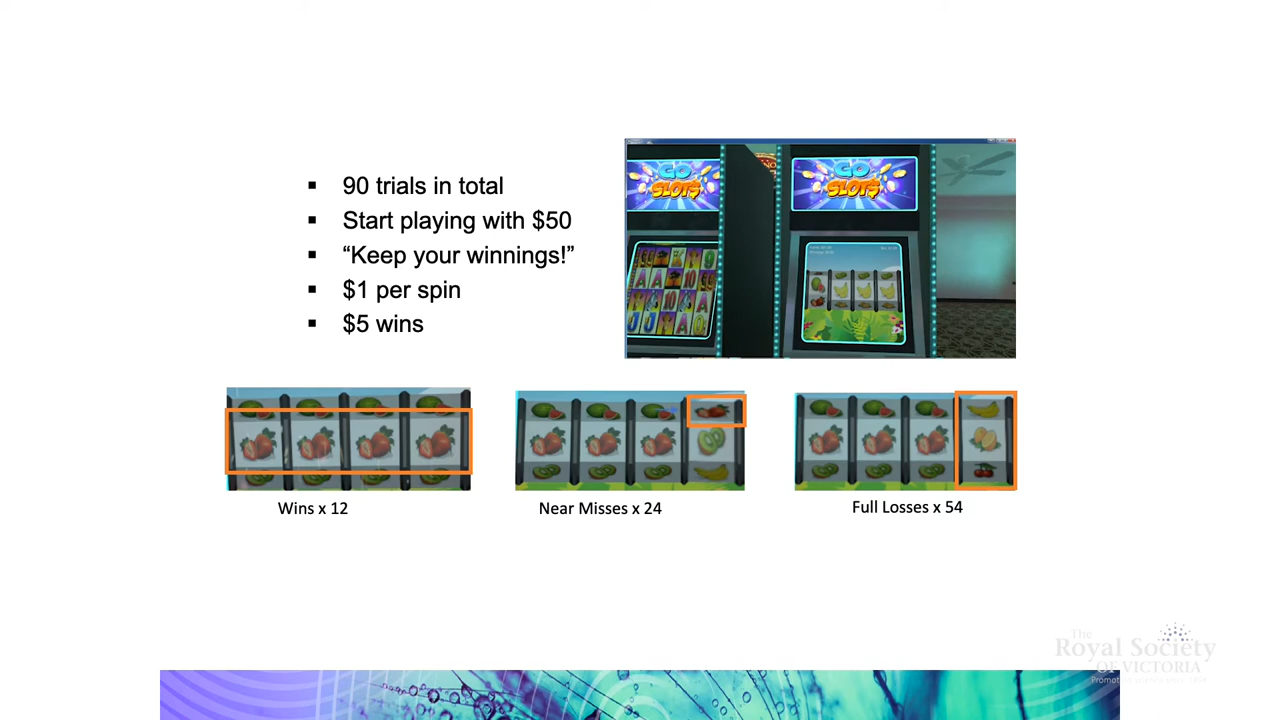 90 trials in total
Start playing with $50
“Keep your winnings!”
$1 per spin
$5 wins
GO
SLOTS
GO
SLOTS
Wins x 12
Near Misses x 24
Full Losses x 54
The
Royal Society
OF VICTORIA